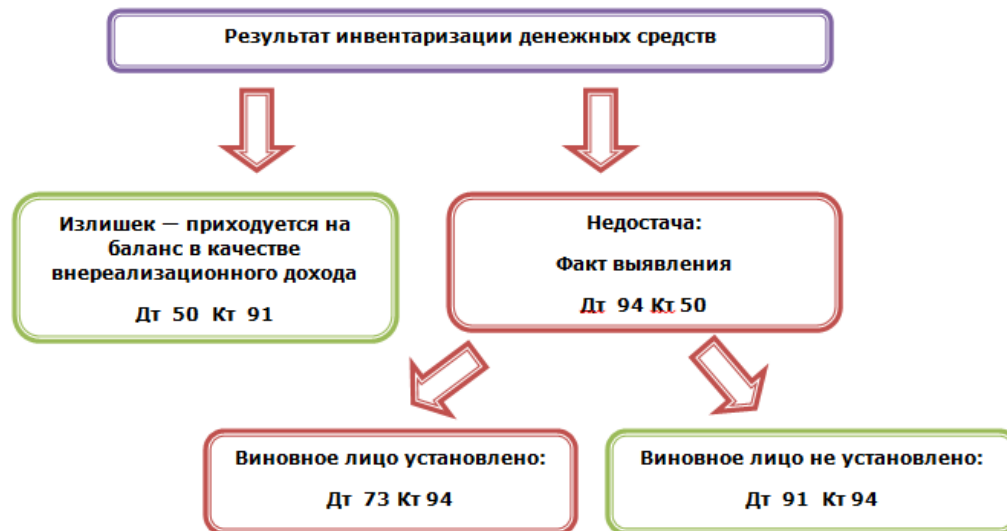 Результат инвентаризации денежных средств
Излишек — приходуется на
баланс в качестве
внереализационного дохода
Дт 50 Кт 91
Недостача:
Факт выявления
Дт 94 Кт 50
Виновное лицо установлено:
Дт 73 Кт 94
Виновное лицо не установлено:
Дт 91 Кт 94